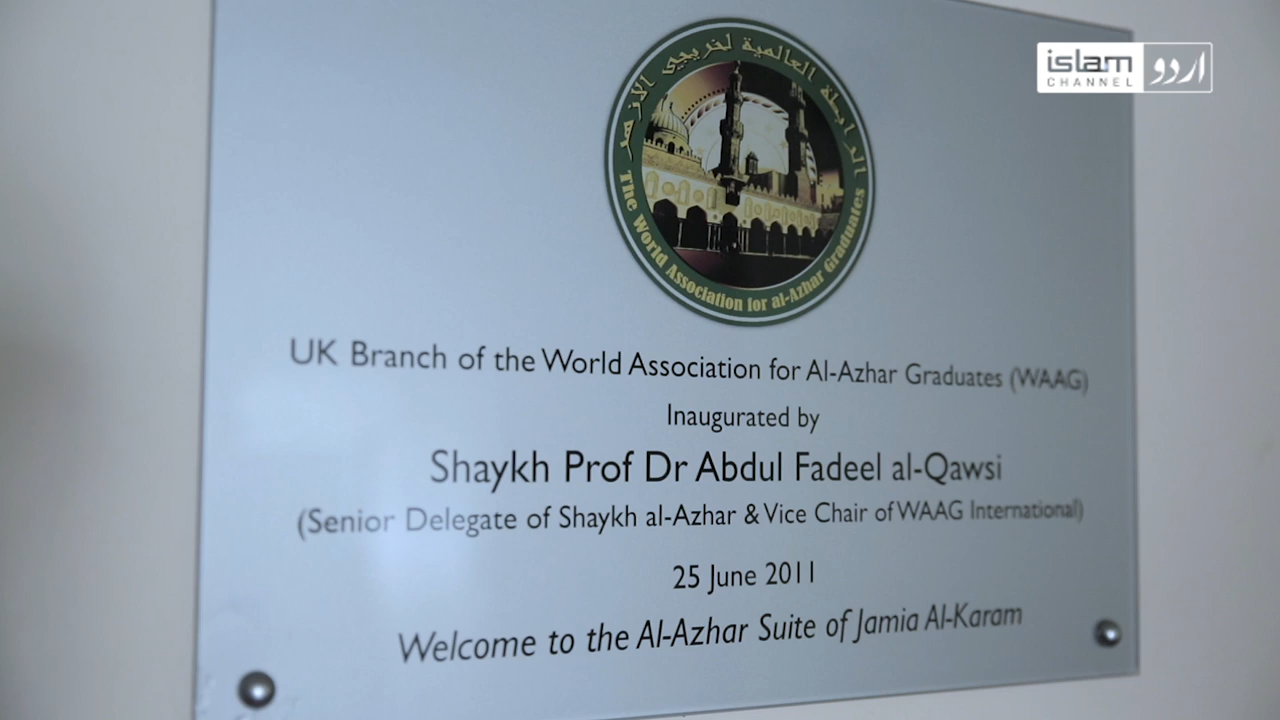 الرابطة العالمية لخريجي الازهر
The World Association for al-Azhar Graduates
islam
CHANNEL
اردو
UK Branch of the World Association for Al-Azhar Graduates (WAAG)
Inaugurated by
Shaykh Prof Dr Abdul Fadeel al-Qawsi
(Senior Delegate of Shaykh al-Azhar & Vice Chair of WAAG International)
25 June 2011
Welcome to the Al-Azhar Suite of Jamia Al-Karam